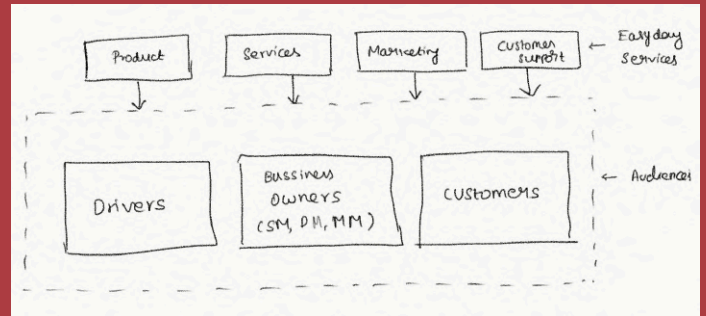 Product
Services
Marketing
Customer
support
← Easyday
Services
Drivers
Bussiness
Owners
(SM, DM, MM)
Customers
← Audiences